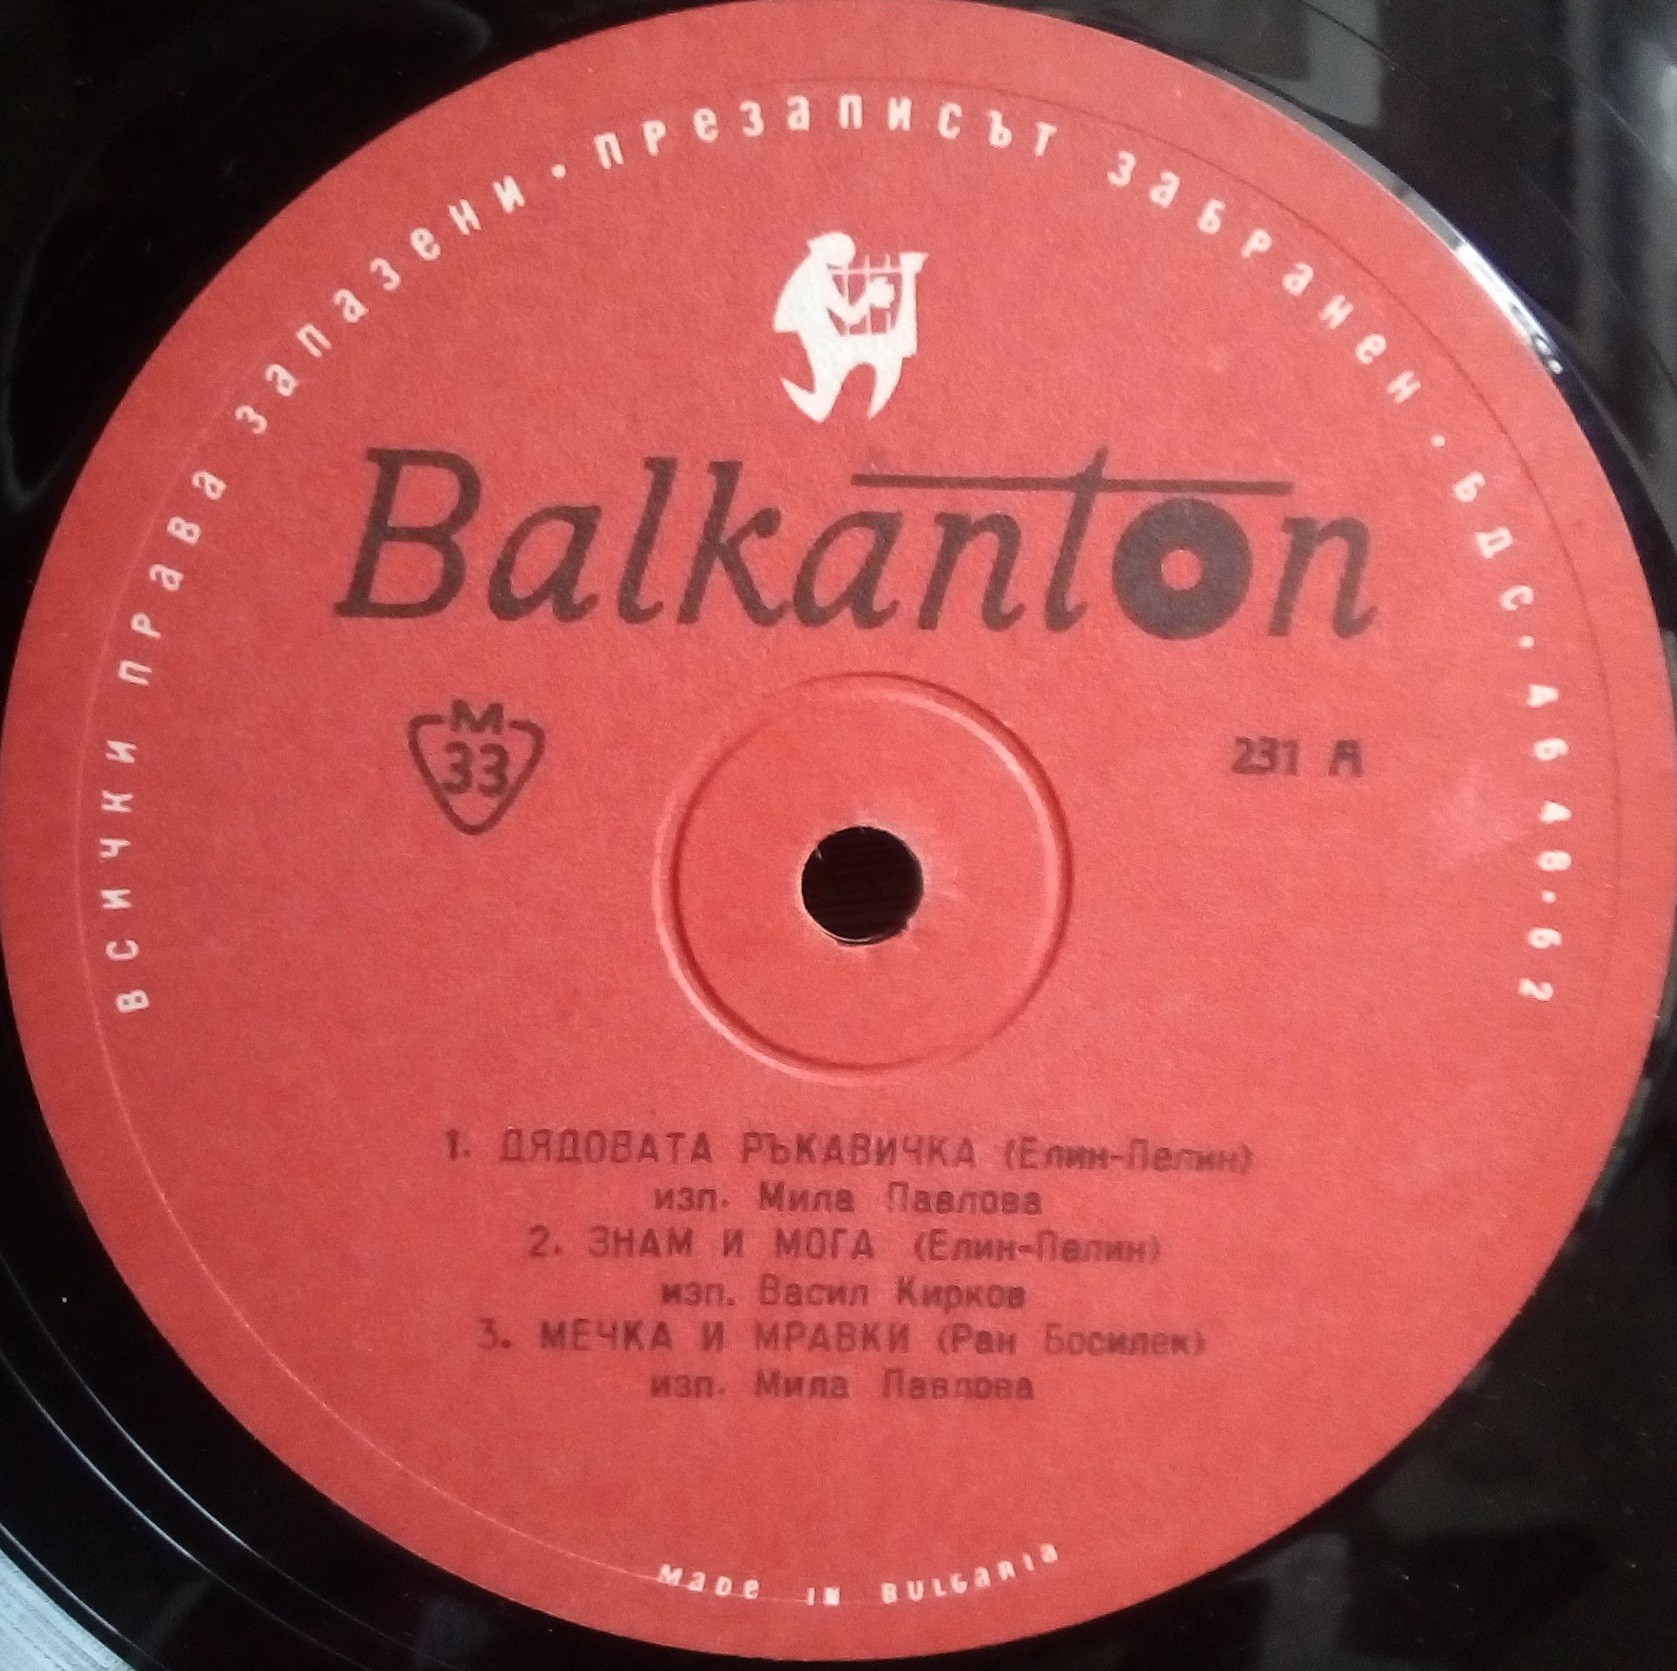 всички права запазени · презаписът забранен · бдс · 4648 · 62
Balkanton
М
33
231 А
1. ДЯДОВАТА РЪКАВИЧКА (Елин-Пелин)
изп. Мила Павлова
2. ЗНАМ И МОГА (Елин-Пелин)
изп. Васил Кирков
3. МЕЧКА И МРАВКИ (Ран Босилек)
изп. Мила Павлова
MADE IN BULGARIA